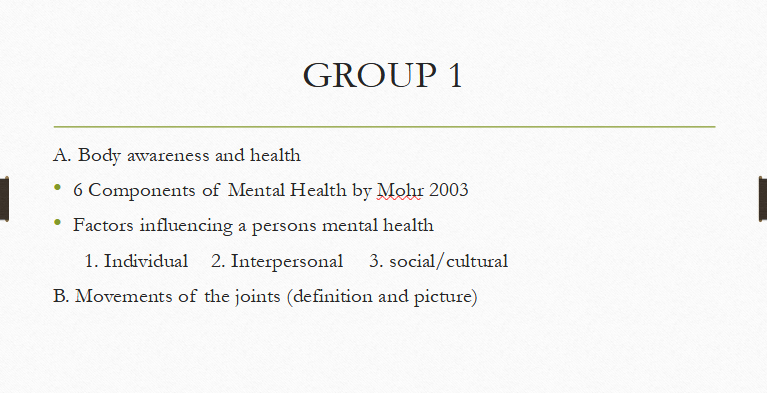 GROUP 1
A. Body awareness and health
• 6 Components of Mental Health by Mohr 2003
• Factors influencing a persons mental health
1. Individual 2. Interpersonal 3. social/cultural
B. Movements of the joints (definition and picture)